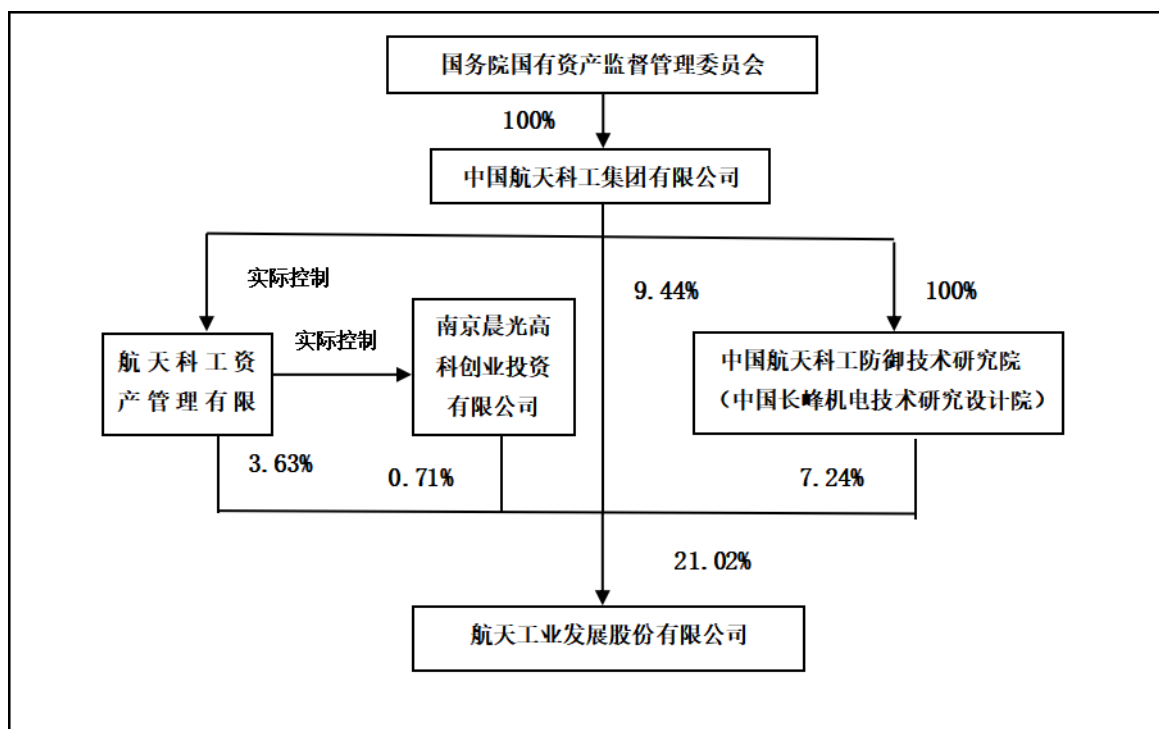 国务院国有资产监督管理委员会
100%
中国航天科工集团有限公司
实际控制
9.44%
100%
航天科工资
产管理有限
实际控制
南京晨光高
科创业投资
有限公司
中国航天科工防御技术研究院
（中国长峰机电技术研究设计院）
3.63%
0.71%
7.24%
21.02%
航天工业发展股份有限公司